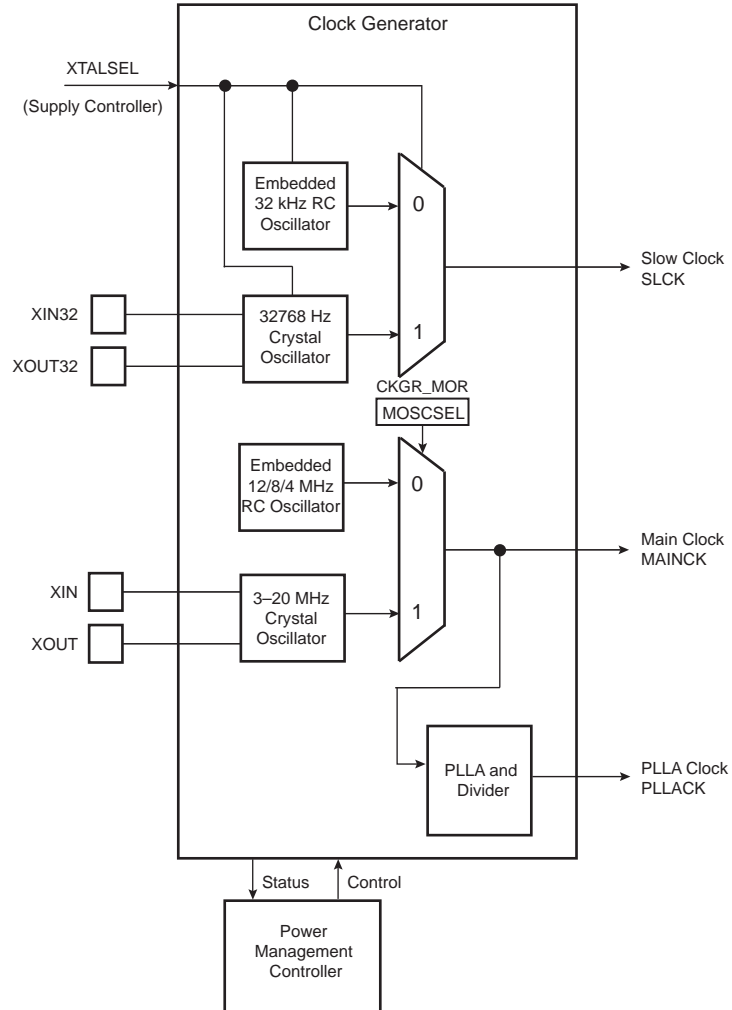 Clock Generator
XTALSEL
(Supply Controller)
Embedded
32 kHz RC
Oscillator
0
Slow Clock
SLCK
XIN32
XOUT32
32768 Hz
Crystal
Oscillator
1
CKGR_MOR
MOSCSEL
Embedded
12/8/4 MHz
RC Oscillator
0
Main Clock
MAINCK
XIN
XOUT
3–20 MHz
Crystal
Oscillator
1
PLLA and
Divider
PLLA Clock
PLLACK
Status
Control
Power
Management
Controller